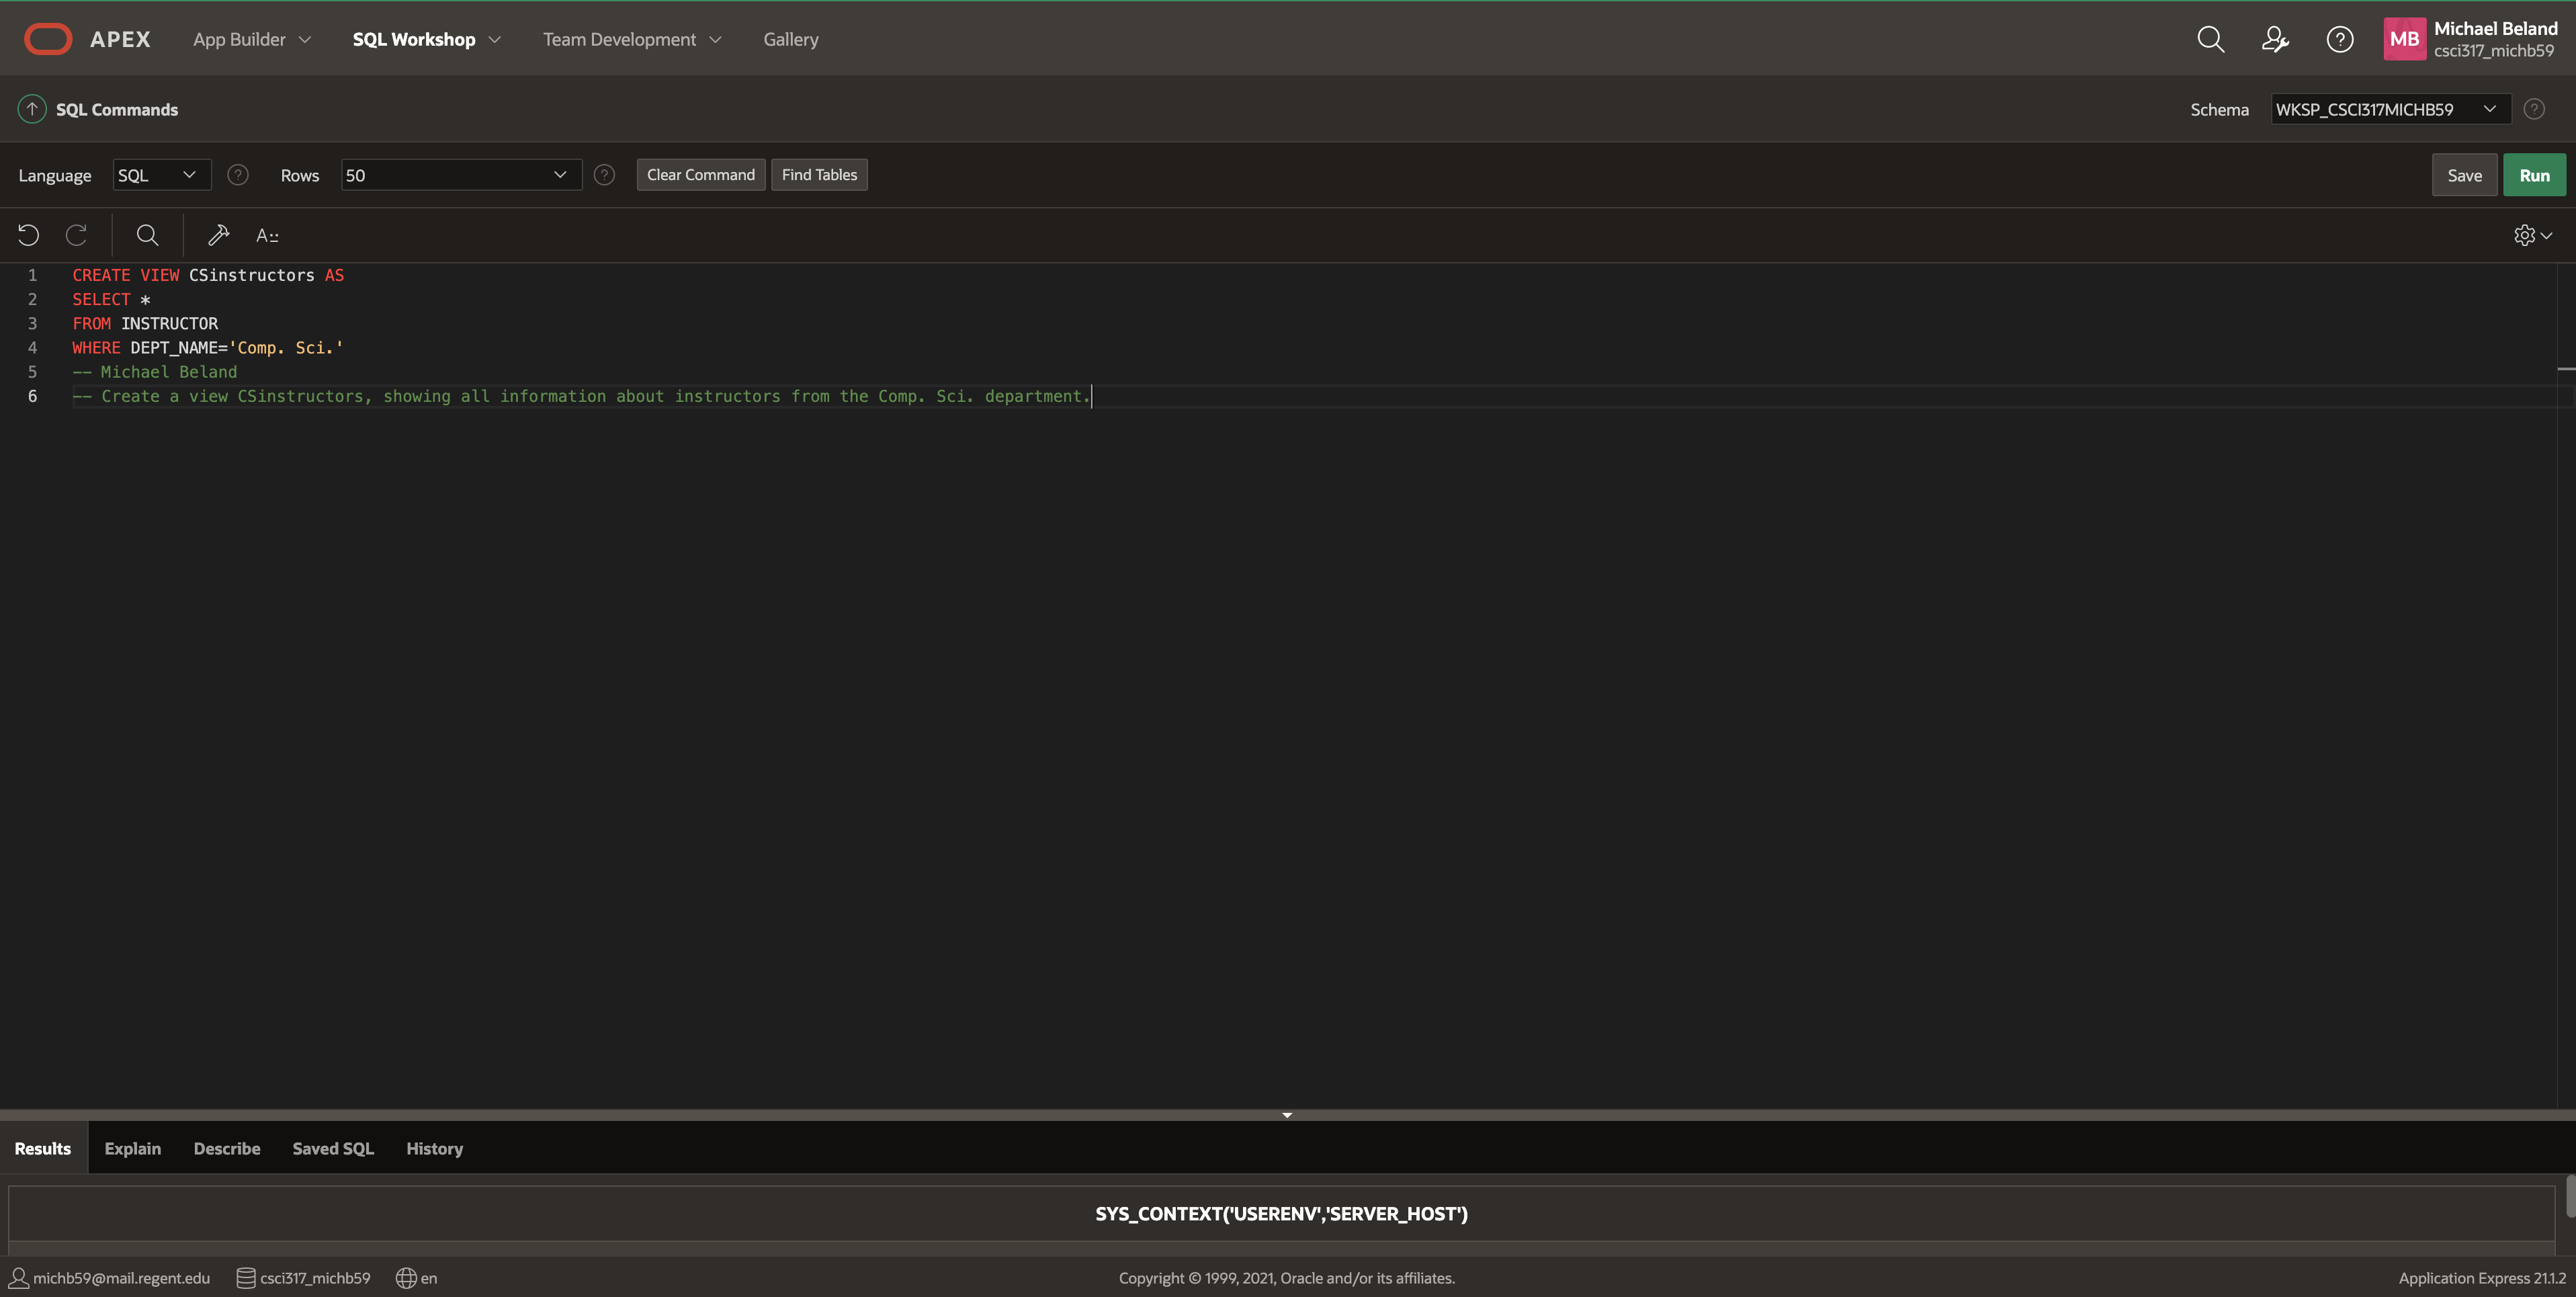 APEX App Builder SQL Workshop Team Development Gallery MB Michael Beland
csci317_michb59
SQL Commands Schema WKSP_CSCI317MICHB59
Language SQL Rows 50 Clear Command Find Tables Save Run
A::
1 CREATE VIEW CSinstructors AS
2 SELECT *
3 FROM INSTRUCTOR
4 WHERE DEPT_NAME='Comp. Sci.'
5 -- Michael Beland
6 -- Create a view CSinstructors, showing all information about instructors from the Comp. Sci. department.
Results Explain Describe Saved SQL History
SYS_CONTEXT('USERENV','SERVER_HOST')
michb59@mail.regent.edu csci317_michb59 en Copyright © 1999, 2021, Oracle and/or its affiliates. Application Express 21.1.2